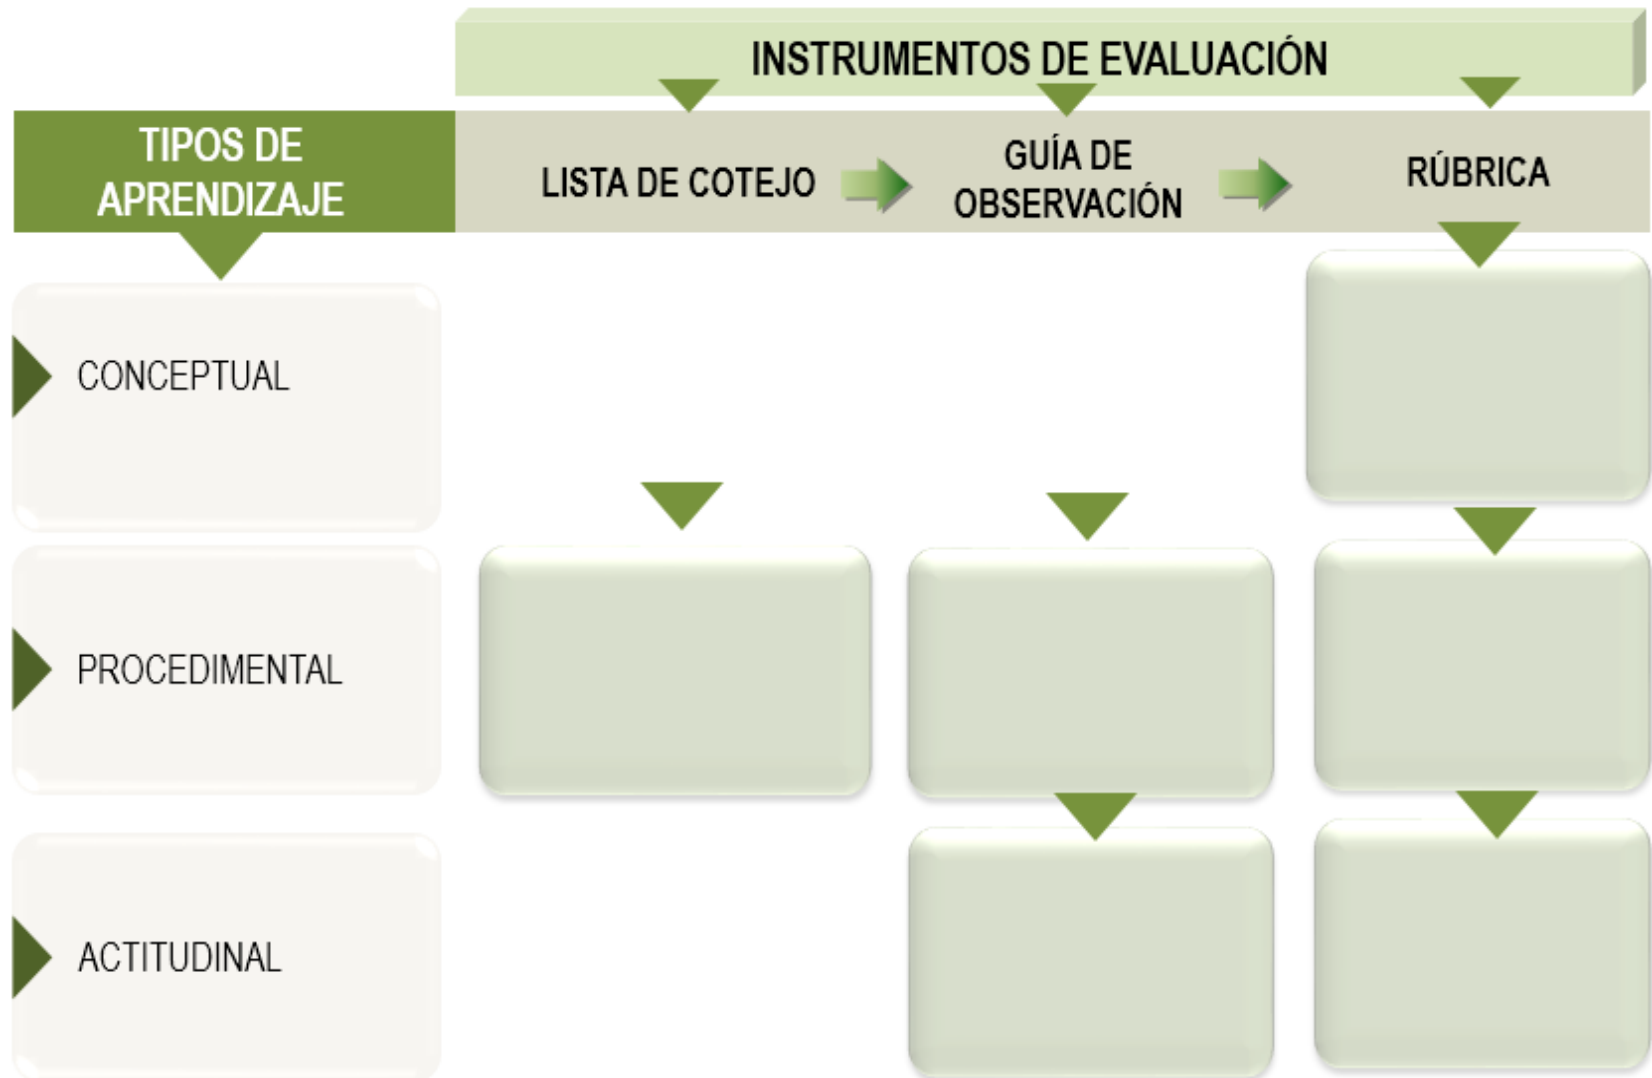 INSTRUMENTOS DE EVALUACIÓN
TIPOS DE
APRENDIZAJE
LISTA DE COTEJO
GUÍA DE
OBSERVACIÓN
RÚBRICA
CONCEPTUAL
PROCEDIMENTAL
ACTITUDINAL